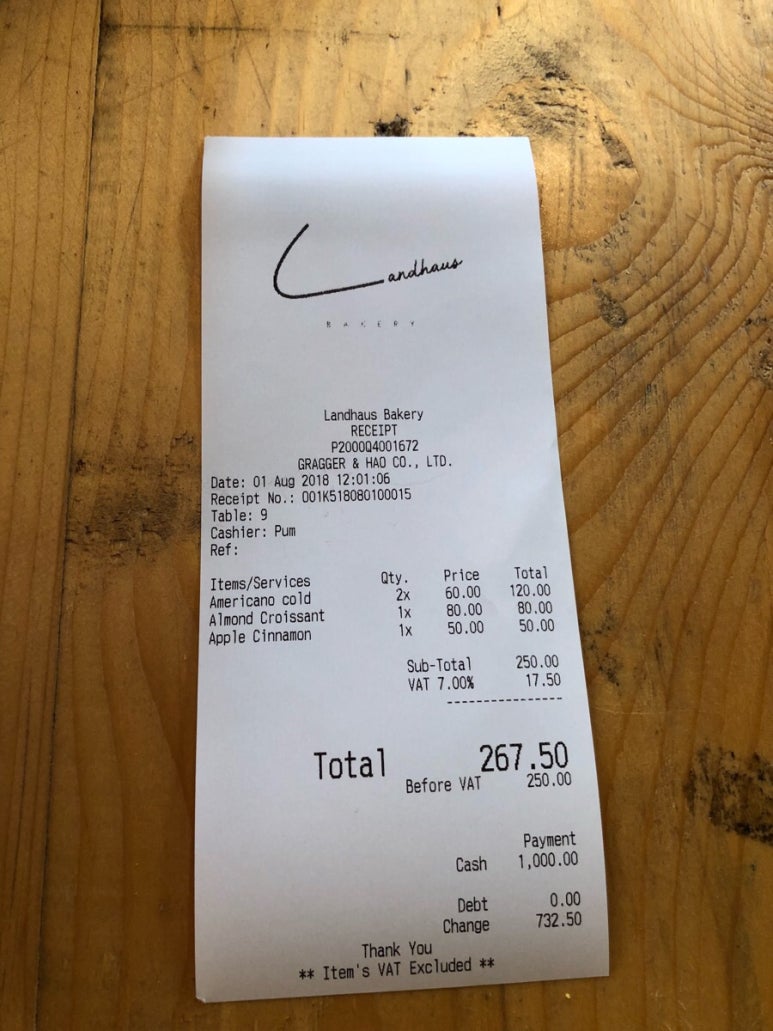 Landhaus
BAKERY
Landhaus Bakery
RECEIPT
P2000Q4001672
GRAGGER & HAO CO., LTD.
Date: 01 Aug 2018 12:01:06
Receipt No.: 001K518080100015
Table: 9
Cashier: Pum
Ref:
Items/Services Qty. Price Total
Americano cold 2x 60.00 120.00
Almond Croissant 1x 80.00 80.00
Apple Cinnamon 1x 50.00 50.00
Sub-Total 250.00
VAT 7.00% 17.50
----------------
Total 267.50
Before VAT 250.00
Payment
Cash 1,000.00
Debt 0.00
Change 732.50
Thank You
** Item's VAT Excluded **